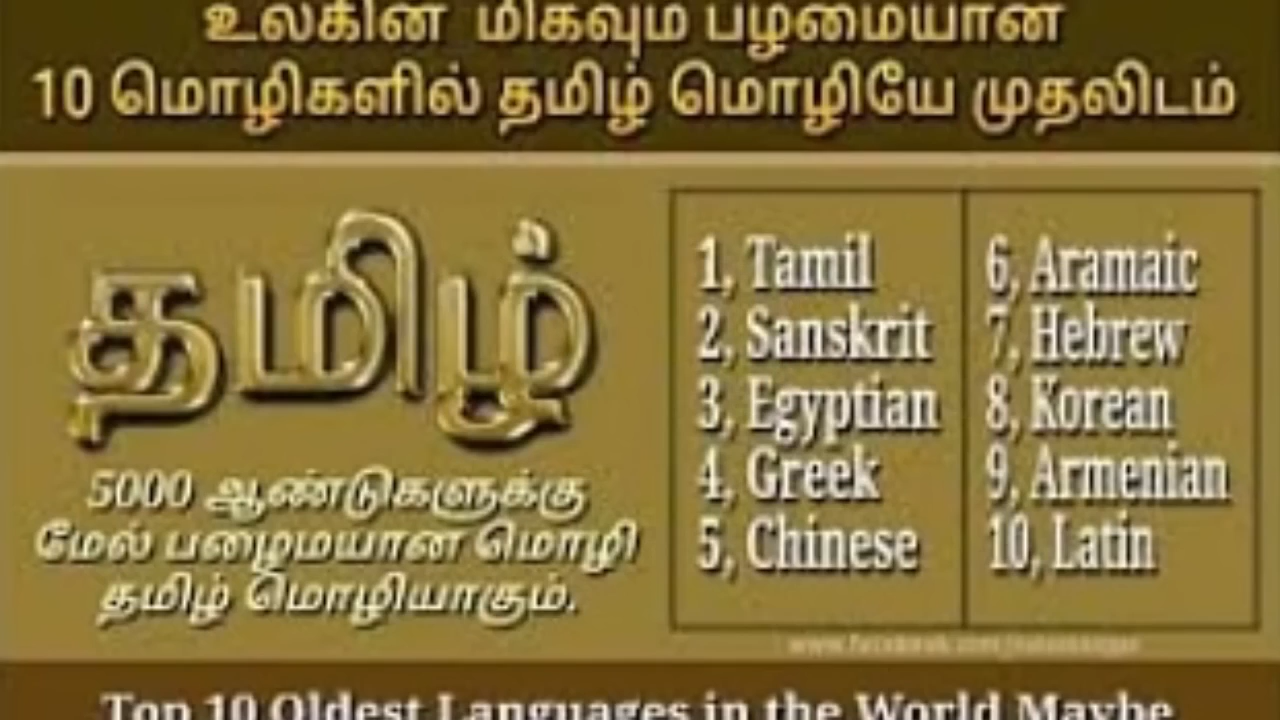 உலகின் மிகவும் பழமையான
10 மொழிகளில் தமிழ் மொழியே முதலிடம்
தமிழ்
5000 ஆண்டுகளுக்கு
மேல் பழைமயான மொழி
தமிழ் மொழியாகும்.
1, Tamil
2, Sanskrit
3, Egyptian
4, Greek
5, Chinese
6, Aramaic
7, Hebrew
8, Korean
9, Armenian
10, Latin
Top 10 Oldest Languages in the World Maybe